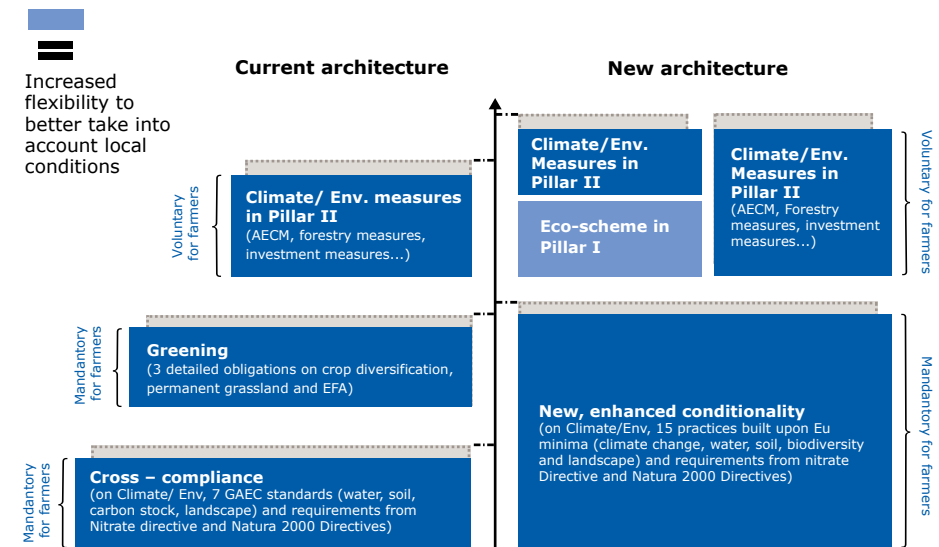 Increased
flexibility to
better take into
account local
conditions
Current architecture
New architecture
Voluntary
for farmers
Climate/ Env. measures
in Pillar II
(AECM, forestry measures,
investment measures...)
Mandantory
for farmers
Greening
(3 detailed obligations on crop diversification,
permanent grassland and EFA)
Mandantory
for farmers
Cross – compliance
(on Climate/ Env, 7 GAEC standards (water, soil,
carbon stock, landscape) and requirements from
Nitrate directive and Natura 2000 Directives)
Climate/Env.
Measures in
Pillar II
Eco-scheme in
Pillar I
Climate/Env.
Measures in
Pillar II
(AECM, Forestry
measures, investment
measures...)
Voluntary for farmers
New, enhanced conditionality
(on Climate/Env, 15 practices built upon Eu
minima (climate change, water, soil, biodiversity
and landscape) and requirements from nitrate
Directive and Natura 2000 Directives)
Mandantory for farmers